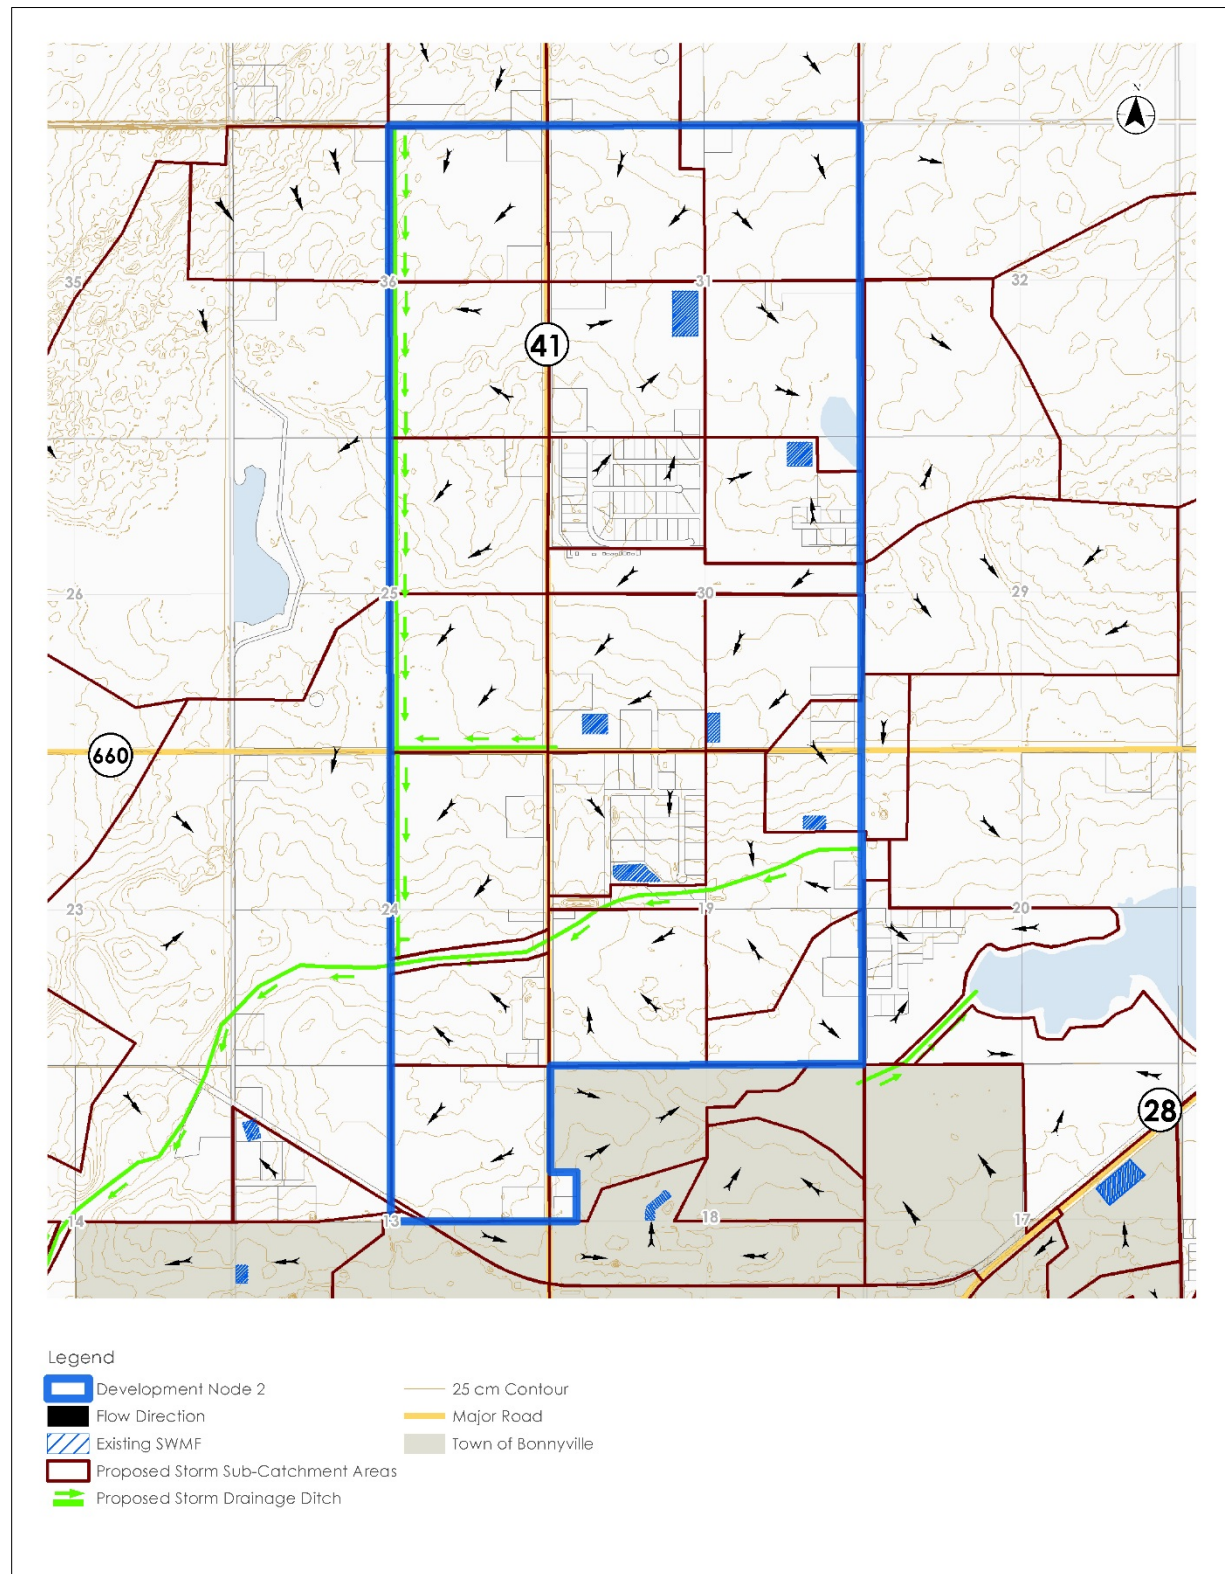 N
35
36
31
32
41
26
25
30
29
660
23
24
19
20
28
14
13
18
17
Legend
Development Node 2
Flow Direction
Existing SWMF
Proposed Storm Sub-Catchment Areas
Proposed Storm Drainage Ditch
25 cm Contour
Major Road
Town of Bonnyville